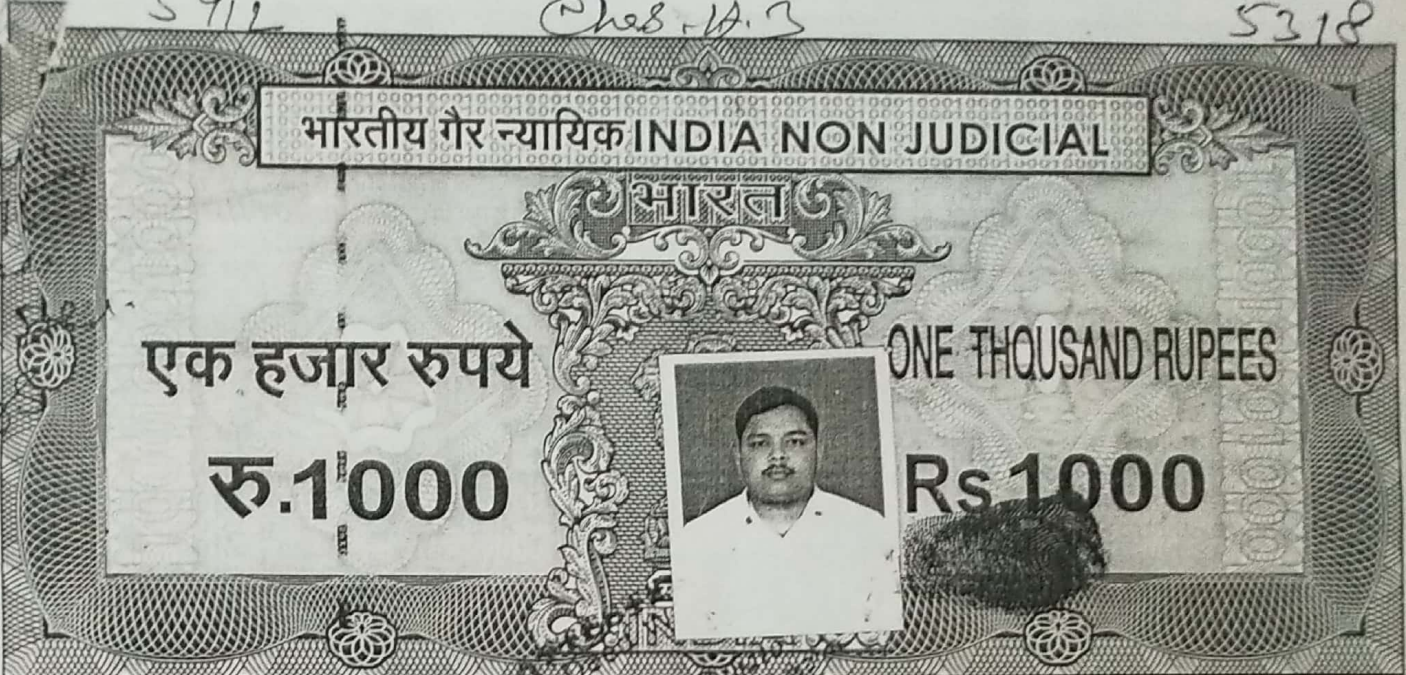 5318
भारतीय गैर न्यायिक INDIA NON JUDICIAL
भारत
एक हजार रुपये
ONE THOUSAND RUPEES
रु.1000
Rs 1000